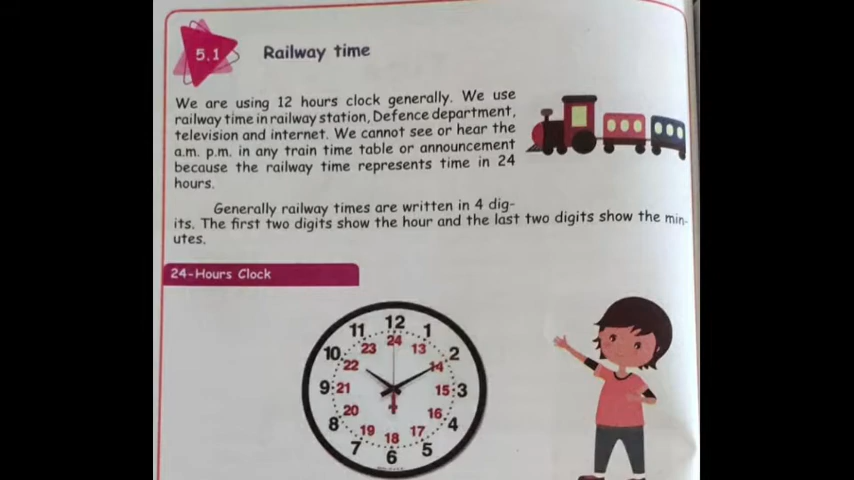 5.1 Railway time
We are using 12 hours clock generally. We use
railway time in railway station, Defence department,
television and internet. We cannot see or hear the
a.m. p.m. in any train time table or announcement
because the railway time represents time in 24
hours.
Generally railway times are written in 4 dig-
its. The first two digits show the hour and the last two digits show the min-
utes.
24-Hours Clock
12
11 1
24
23 13
10 2
22 14
9 21 15 3
20 16
8 4
19 17
18
7 5
6